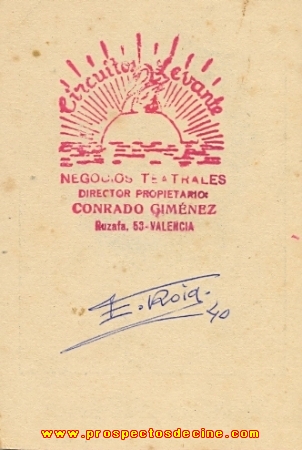 Circuito Levante
NEGOCIOS TEATRALES
DIRECTOR PROPIETARIO:
CONRADO GIMÉNEZ
Ruzafa, 53-VALENCIA
E. Roig.
40
www.prospectosdecine.com